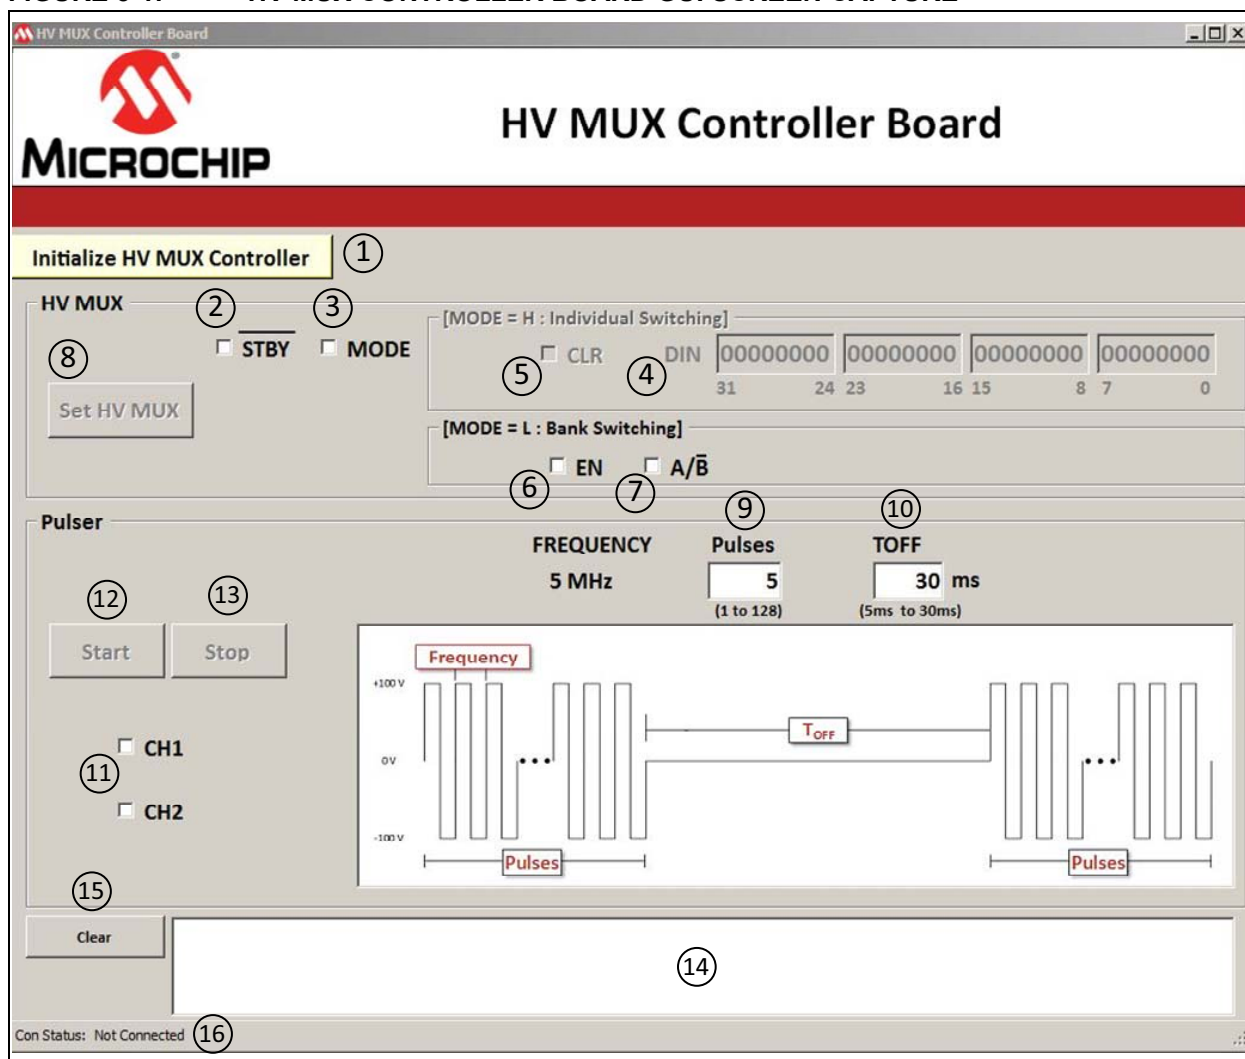 HV MUX Controller Board
MICROCHIP
HV MUX Controller Board
Initialize HV MUX Controller
1
HV MUX
2
3
STBY
MODE
8
Set HV MUX
[MODE = H : Individual Switching]
5
CLR
4
DIN
00000000 00000000 00000000 00000000
31 24 23 16 15 8 7 0
[MODE = L : Bank Switching]
6
EN
7
A/B̅
Pulser
9
10
FREQUENCY Pulses TOFF
5 MHz 5 30 ms
(1 to 128) (5ms to 30ms)
12
13
Start Stop
11
CH1
CH2
Frequency
+100 V
0 V
-100 V
TOFF
Pulses
Pulses
15
Clear
14
Con Status: Not Connected
16